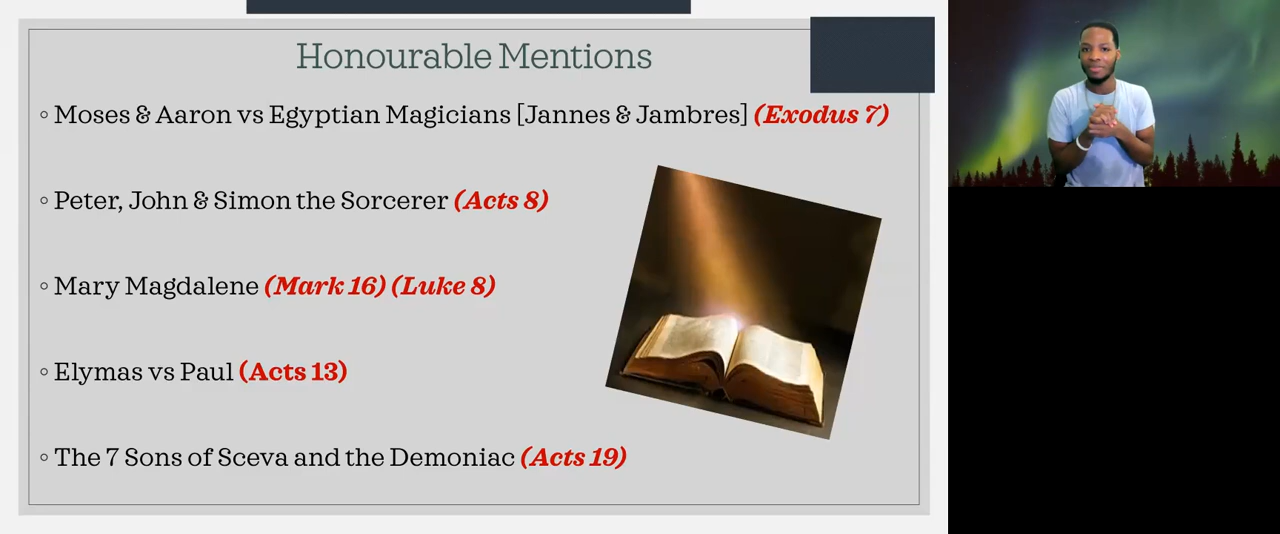 Honourable Mentions
◦ Moses & Aaron vs Egyptian Magicians [Jannes & Jambres] (Exodus 7)
◦ Peter, John & Simon the Sorcerer (Acts 8)
◦ Mary Magdalene (Mark 16) (Luke 8)
◦ Elymas vs Paul (Acts 13)
◦ The 7 Sons of Sceva and the Demoniac (Acts 19)